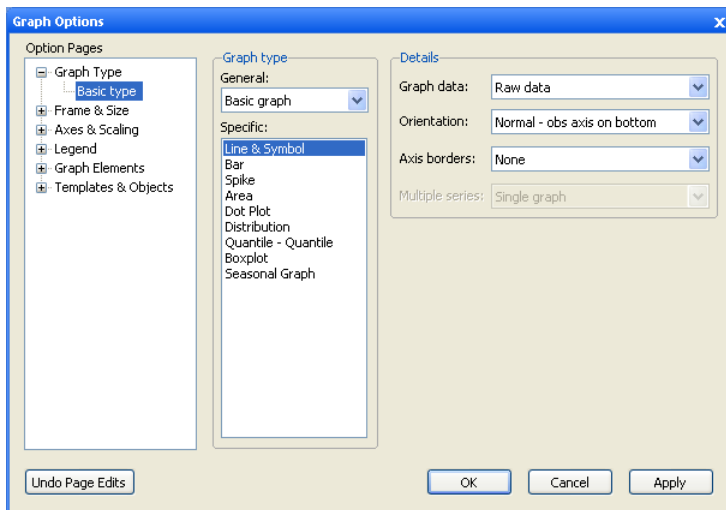 Graph Options
Option Pages
Graph Type
Basic type
Frame & Size
Axes & Scaling
Legend
Graph Elements
Templates & Objects
Graph type
General:
Basic graph
Specific:
Line & Symbol
Bar
Spike
Area
Dot Plot
Distribution
Quantile - Quantile
Boxplot
Seasonal Graph
Details
Graph data: Raw data
Orientation: Normal - obs axis on bottom
Axis borders: None
Multiple series: Single graph
Undo Page Edits
OK
Cancel
Apply